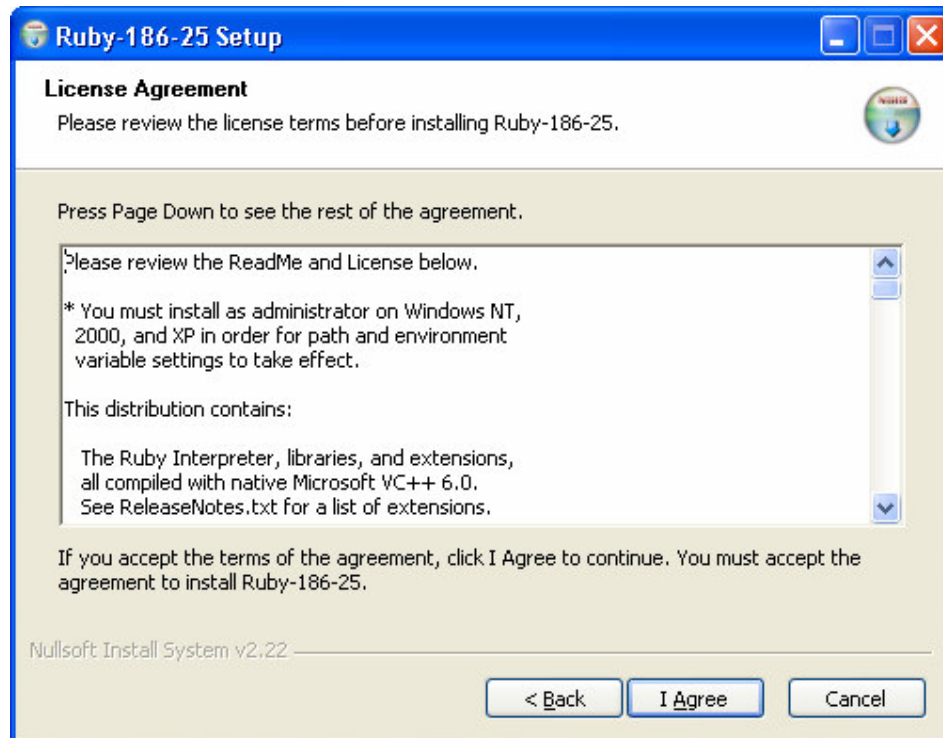 Ruby-186-25 Setup
License Agreement
Please review the license terms before installing Ruby-186-25.
Press Page Down to see the rest of the agreement.
Please review the ReadMe and License below.
* You must install as administrator on Windows NT,
2000, and XP in order for path and environment
variable settings to take effect.
This distribution contains:
The Ruby Interpreter, libraries, and extensions,
all compiled with native Microsoft VC++ 6.0.
See ReleaseNotes.txt for a list of extensions.
If you accept the terms of the agreement, click I Agree to continue. You must accept the
agreement to install Ruby-186-25.
Nullsoft Install System v2.22
< Back I Agree Cancel